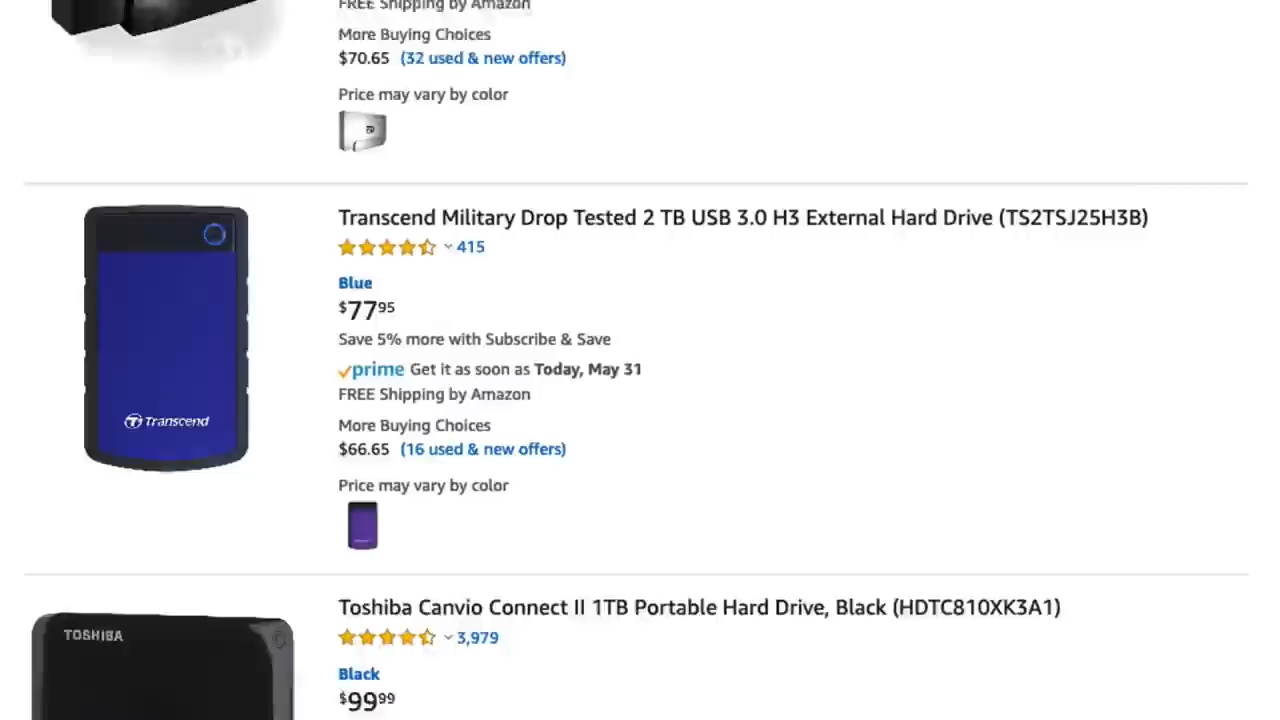 FREE Shipping by Amazon
More Buying Choices
$70.65 (32 used & new offers)
Price may vary by color
Transcend Military Drop Tested 2 TB USB 3.0 H3 External Hard Drive (TS2TSJ25H3B)
415
Blue
$77 95
Save 5% more with Subscribe & Save
prime Get it as soon as Today, May 31
FREE Shipping by Amazon
Transcend
More Buying Choices
$66.65 (16 used & new offers)
Price may vary by color
Toshiba Canvio Connect II 1TB Portable Hard Drive, Black (HDTC810XK3A1)
TOSHIBA
3,979
Black
$99 99